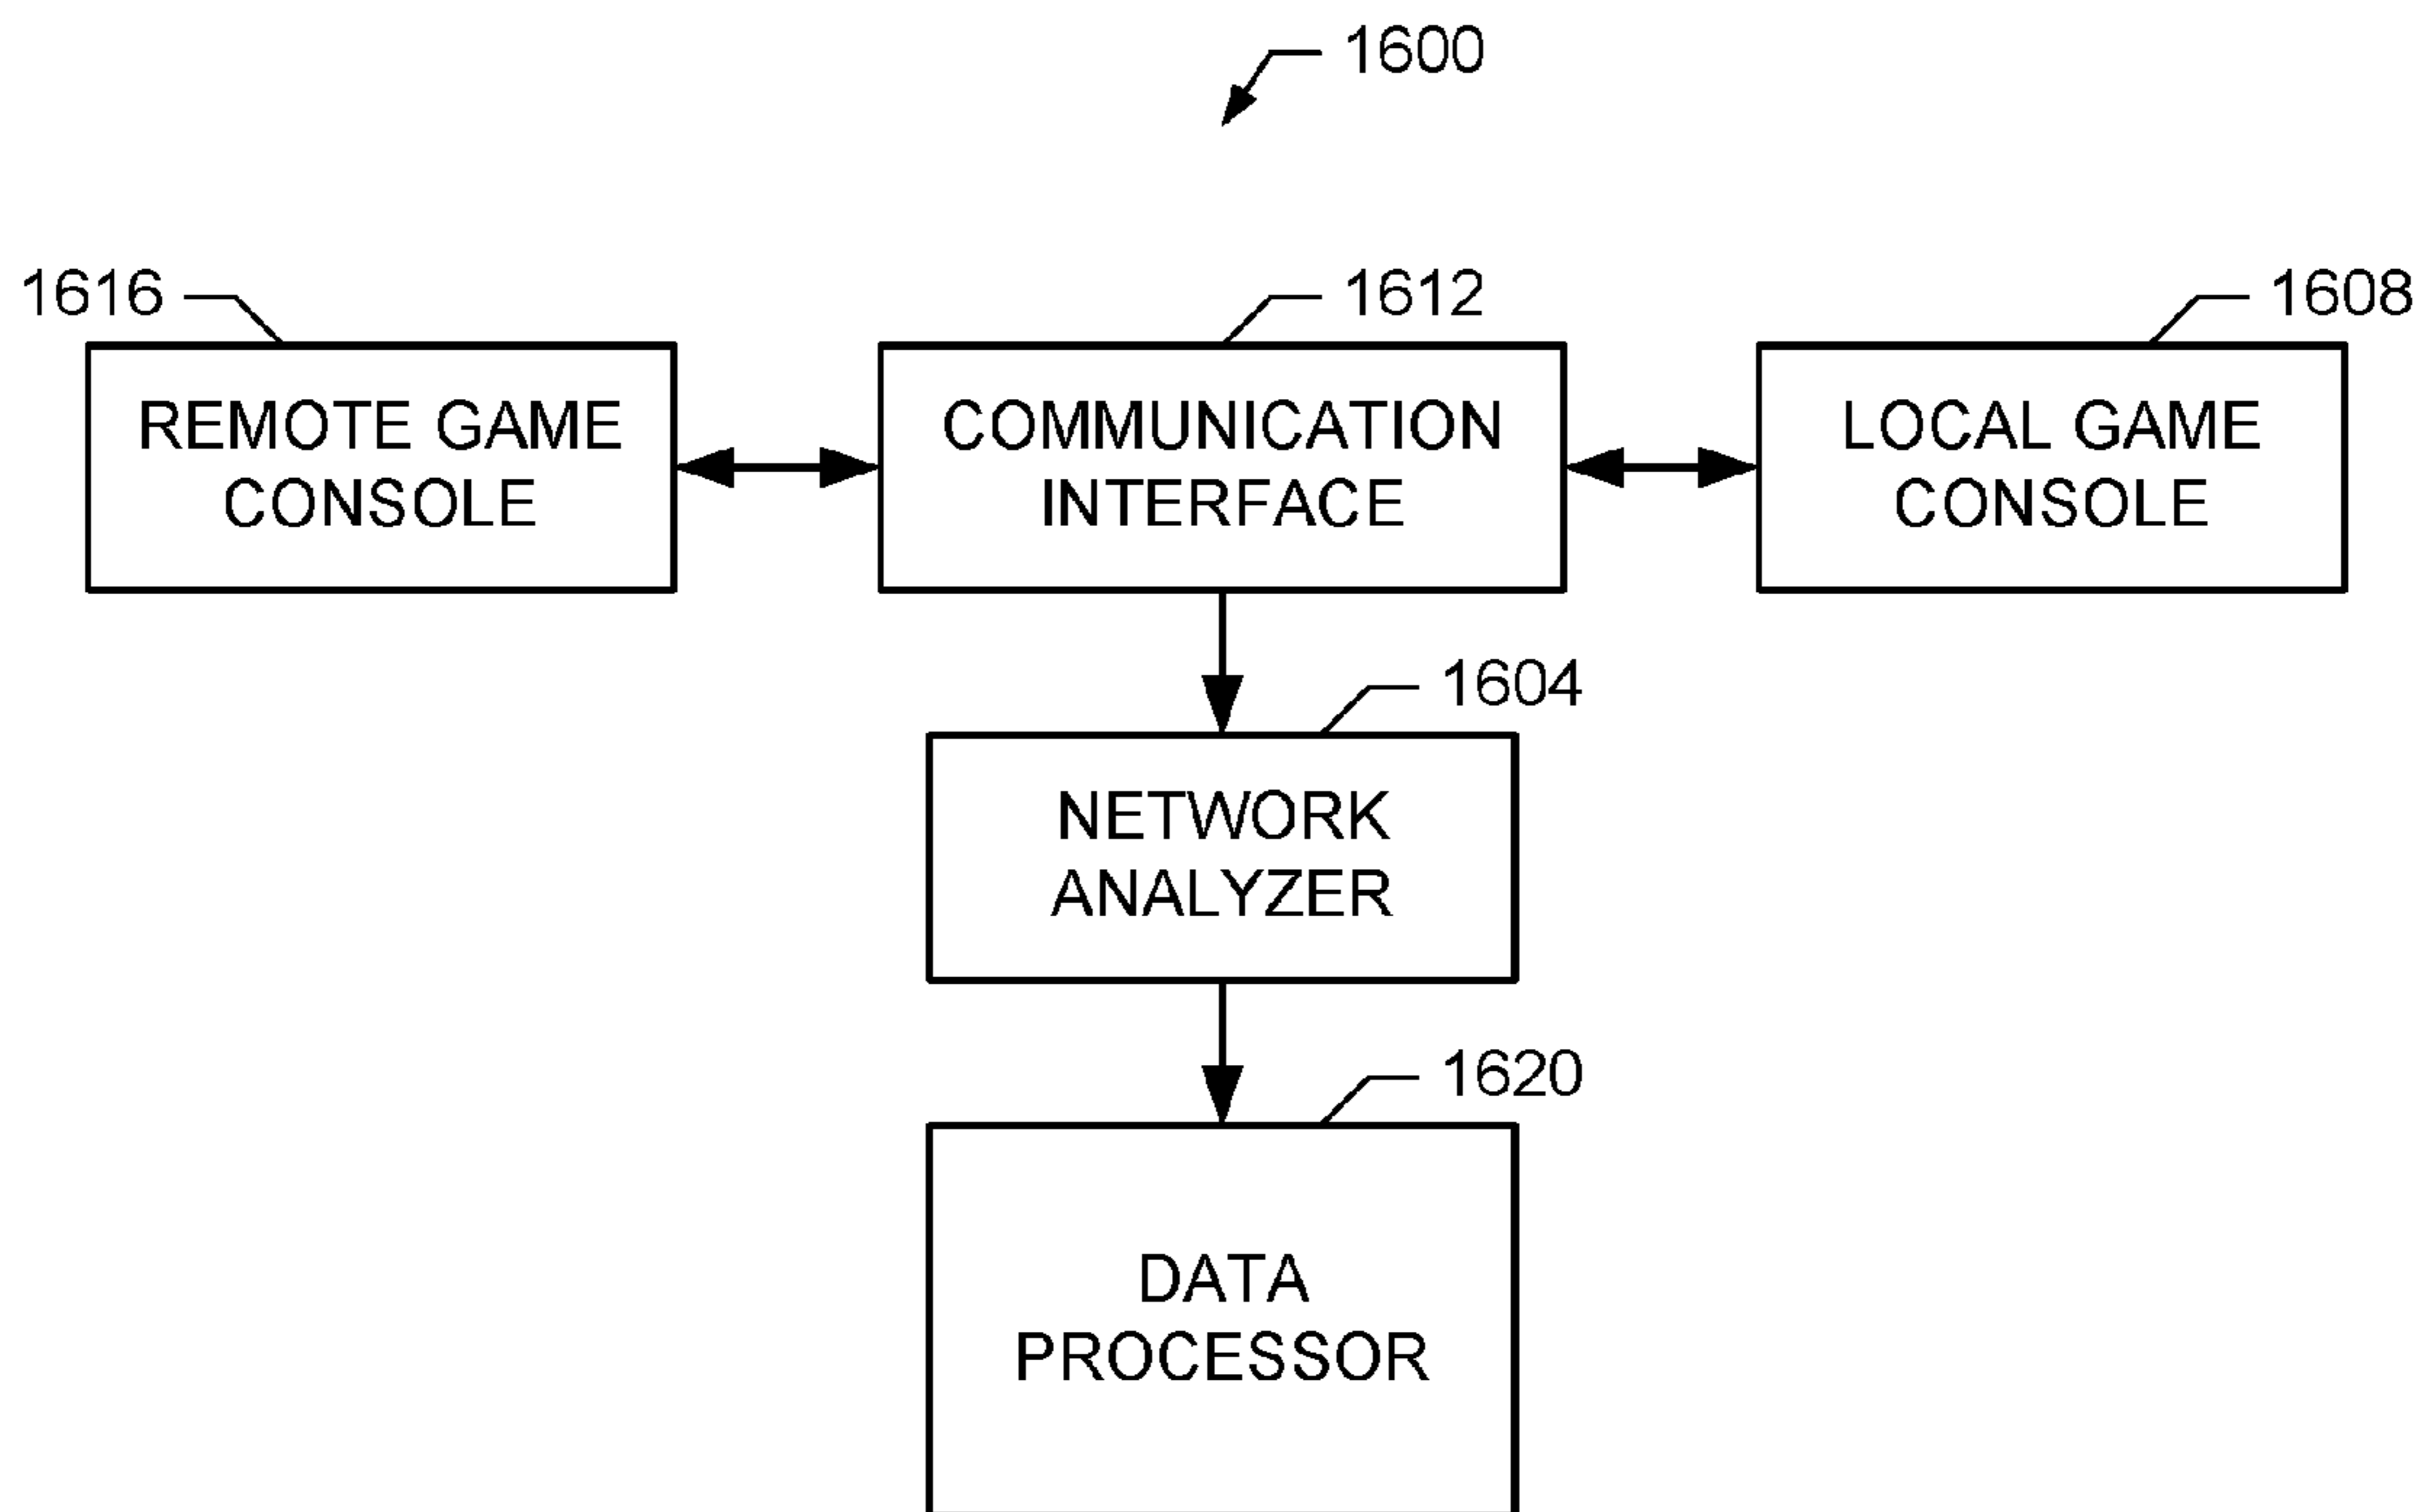 1600
1616
1612
1608
REMOTE GAME
CONSOLE
COMMUNICATION
INTERFACE
LOCAL GAME
CONSOLE
1604
NETWORK
ANALYZER
1620
DATA
PROCESSOR